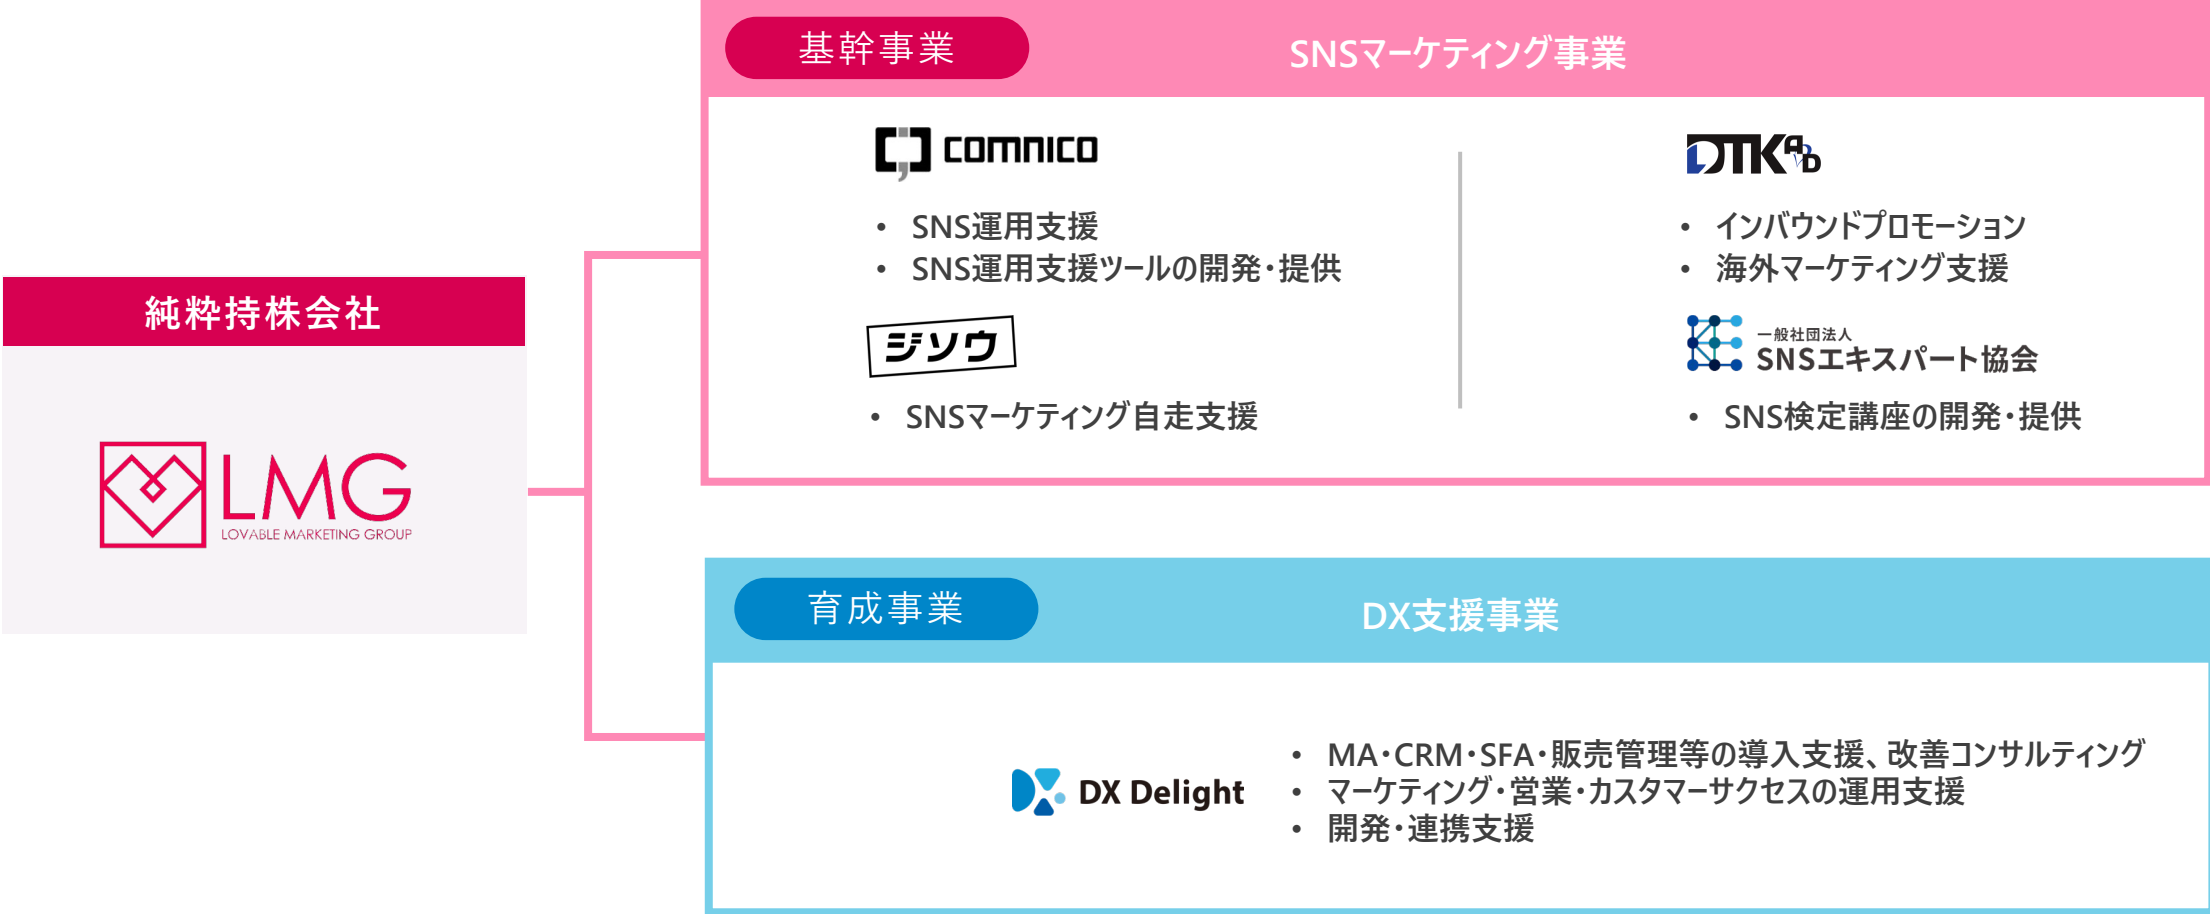 純粋持株会社
LMG
LOVABLE MARKETING GROUP
基幹事業
SNSマーケティング事業
comnico
• SNS運用支援
• SNS運用支援ツールの開発・提供
ジソウ
• SNSマーケティング自走支援
DTK AD
• インバウンドプロモーション
• 海外マーケティング支援
一般社団法人
SNSエキスパート協会
• SNS検定講座の開発・提供
育成事業
DX支援事業
DX Delight
• MA・CRM・SFA・販売管理等の導入支援、改善コンサルティング
• マーケティング・営業・カスタマーサクセスの運用支援
• 開発・連携支援